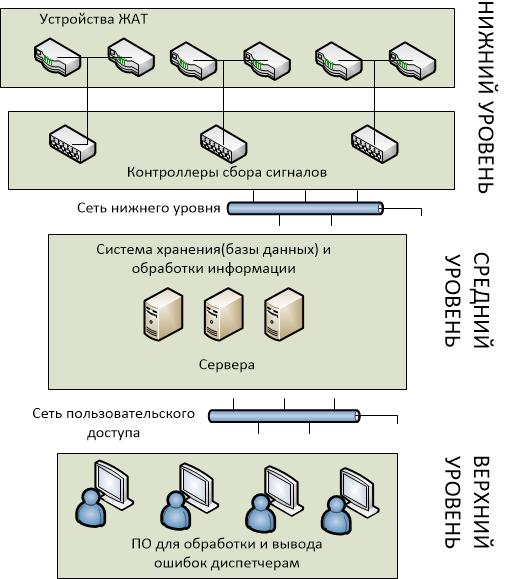 Устройства ЖАТ
НИЖНИЙ УРОВЕНЬ
Контроллеры сбора сигналов
Сеть нижнего уровня
Система хранения(базы данных) и
обработки информации
СРЕДНИЙ
УРОВЕНЬ
Сервера
Сеть пользовательского
доступа
ВЕРХНИЙ
УРОВЕНЬ
ПО для обработки и вывода
ошибок диспетчерам